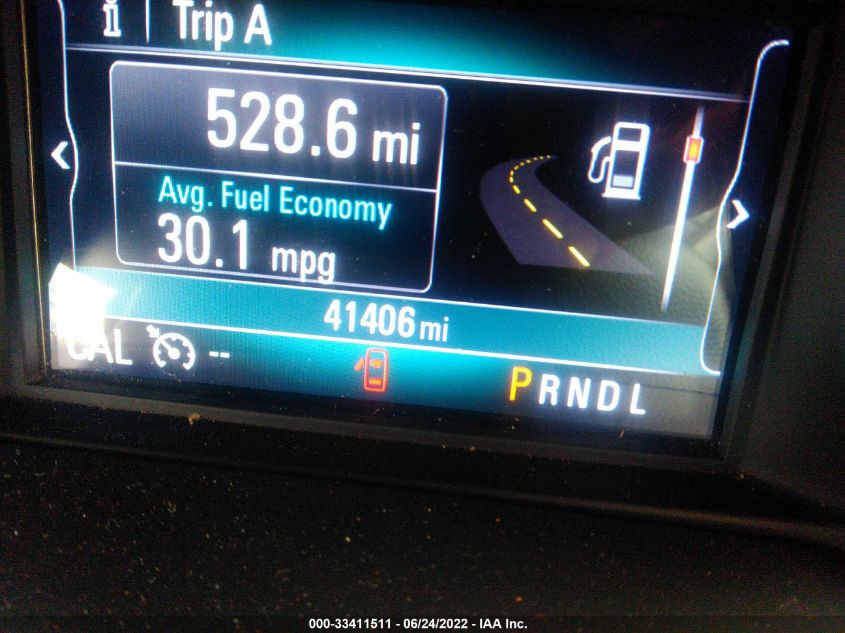 i Trip A
528.6 mi
Avg. Fuel Economy
30.1 mpg
41406 mi
CAL -- P R N D L
000-33411511 - 06/24/2022 - IAA Inc.